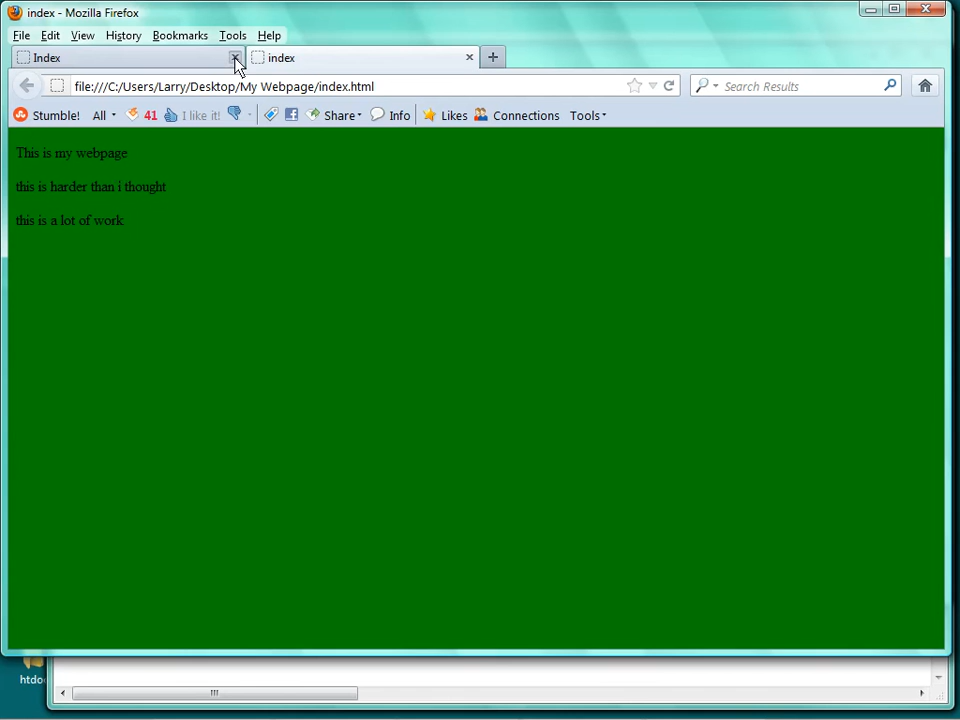 index - Mozilla Firefox
File Edit View History Bookmarks Tools Help
Index index
file:///C:/Users/Larry/Desktop/My Webpage/index.html Search Results
Stumble! All 41 I like it! Share Info Likes Connections Tools
This is my webpage
this is harder than i thought
this is a lot of work
htdo